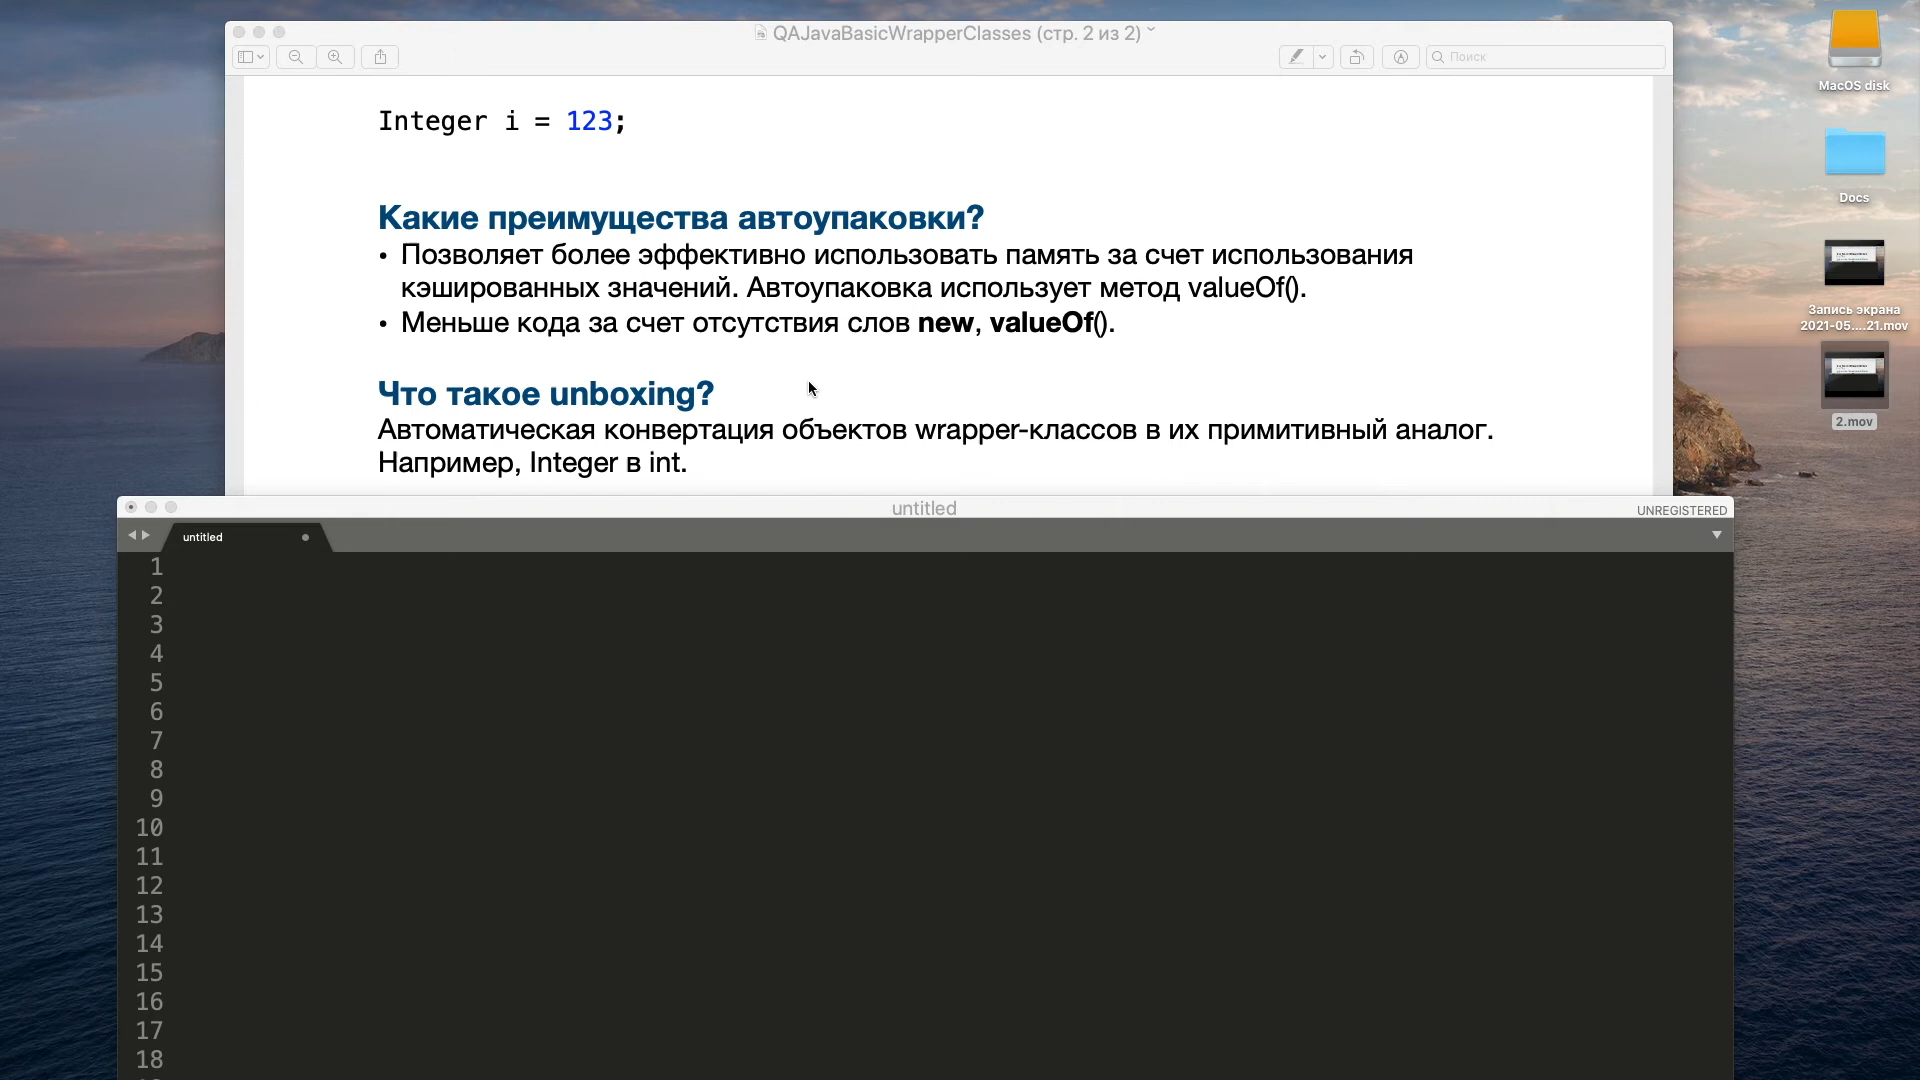 QAJavaBasicWrapperClasses (стр. 2 из 2)
Поиск
Integer i = 123;
Какие преимущества автоупаковки?
• Позволяет более эффективно использовать память за счет использования
кэшированных значений. Автоупаковка использует метод valueOf().
• Меньше кода за счет отсутствия слов new, valueOf().
Что такое unboxing?
Автоматическая конвертация объектов wrapper-классов в их примитивный аналог.
Например, Integer в int.
MacOS disk
Docs
Запись экрана
2021-05....21.mov
2.mov
untitled
UNREGISTERED
untitled
1
2
3
4
5
6
7
8
9
10
11
12
13
14
15
16
17
18